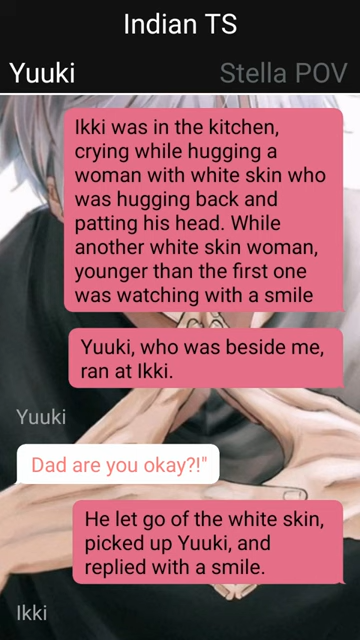 Indian TS
Yuuki
Stella POV
Ikki was in the kitchen,
crying while hugging a
woman with white skin who
was hugging back and
patting his head. While
another white skin woman,
younger than the first one
was watching with a smile
Yuuki, who was beside me,
ran at Ikki.
Yuuki
Dad are you okay?!"
He let go of the white skin,
picked up Yuuki, and
replied with a smile.
Ikki